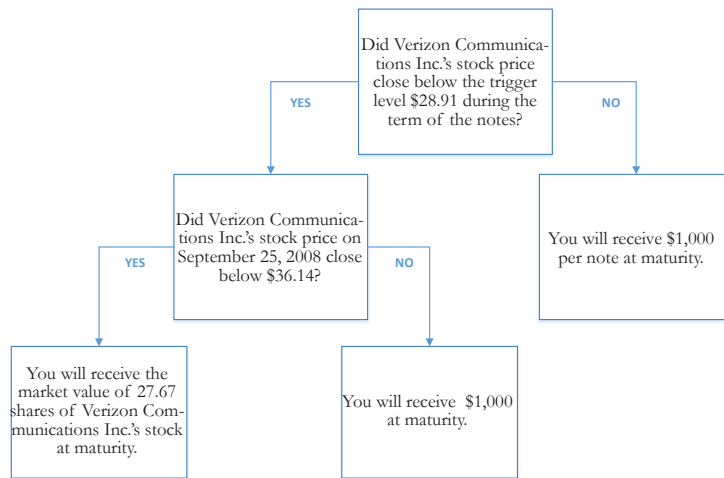 Did Verizon Communica-
tions Inc.'s stock price
close below the trigger
level $28.91 during the
term of the notes?
YES
NO
Did Verizon Communica-
tions Inc.'s stock price on
September 25, 2008 close
below $36.14?
You will receive $1,000
per note at maturity.
YES
NO
You will receive the
market value of 27.67
shares of Verizon Com-
munications Inc.'s stock
at maturity.
You will receive $1,000
at maturity.